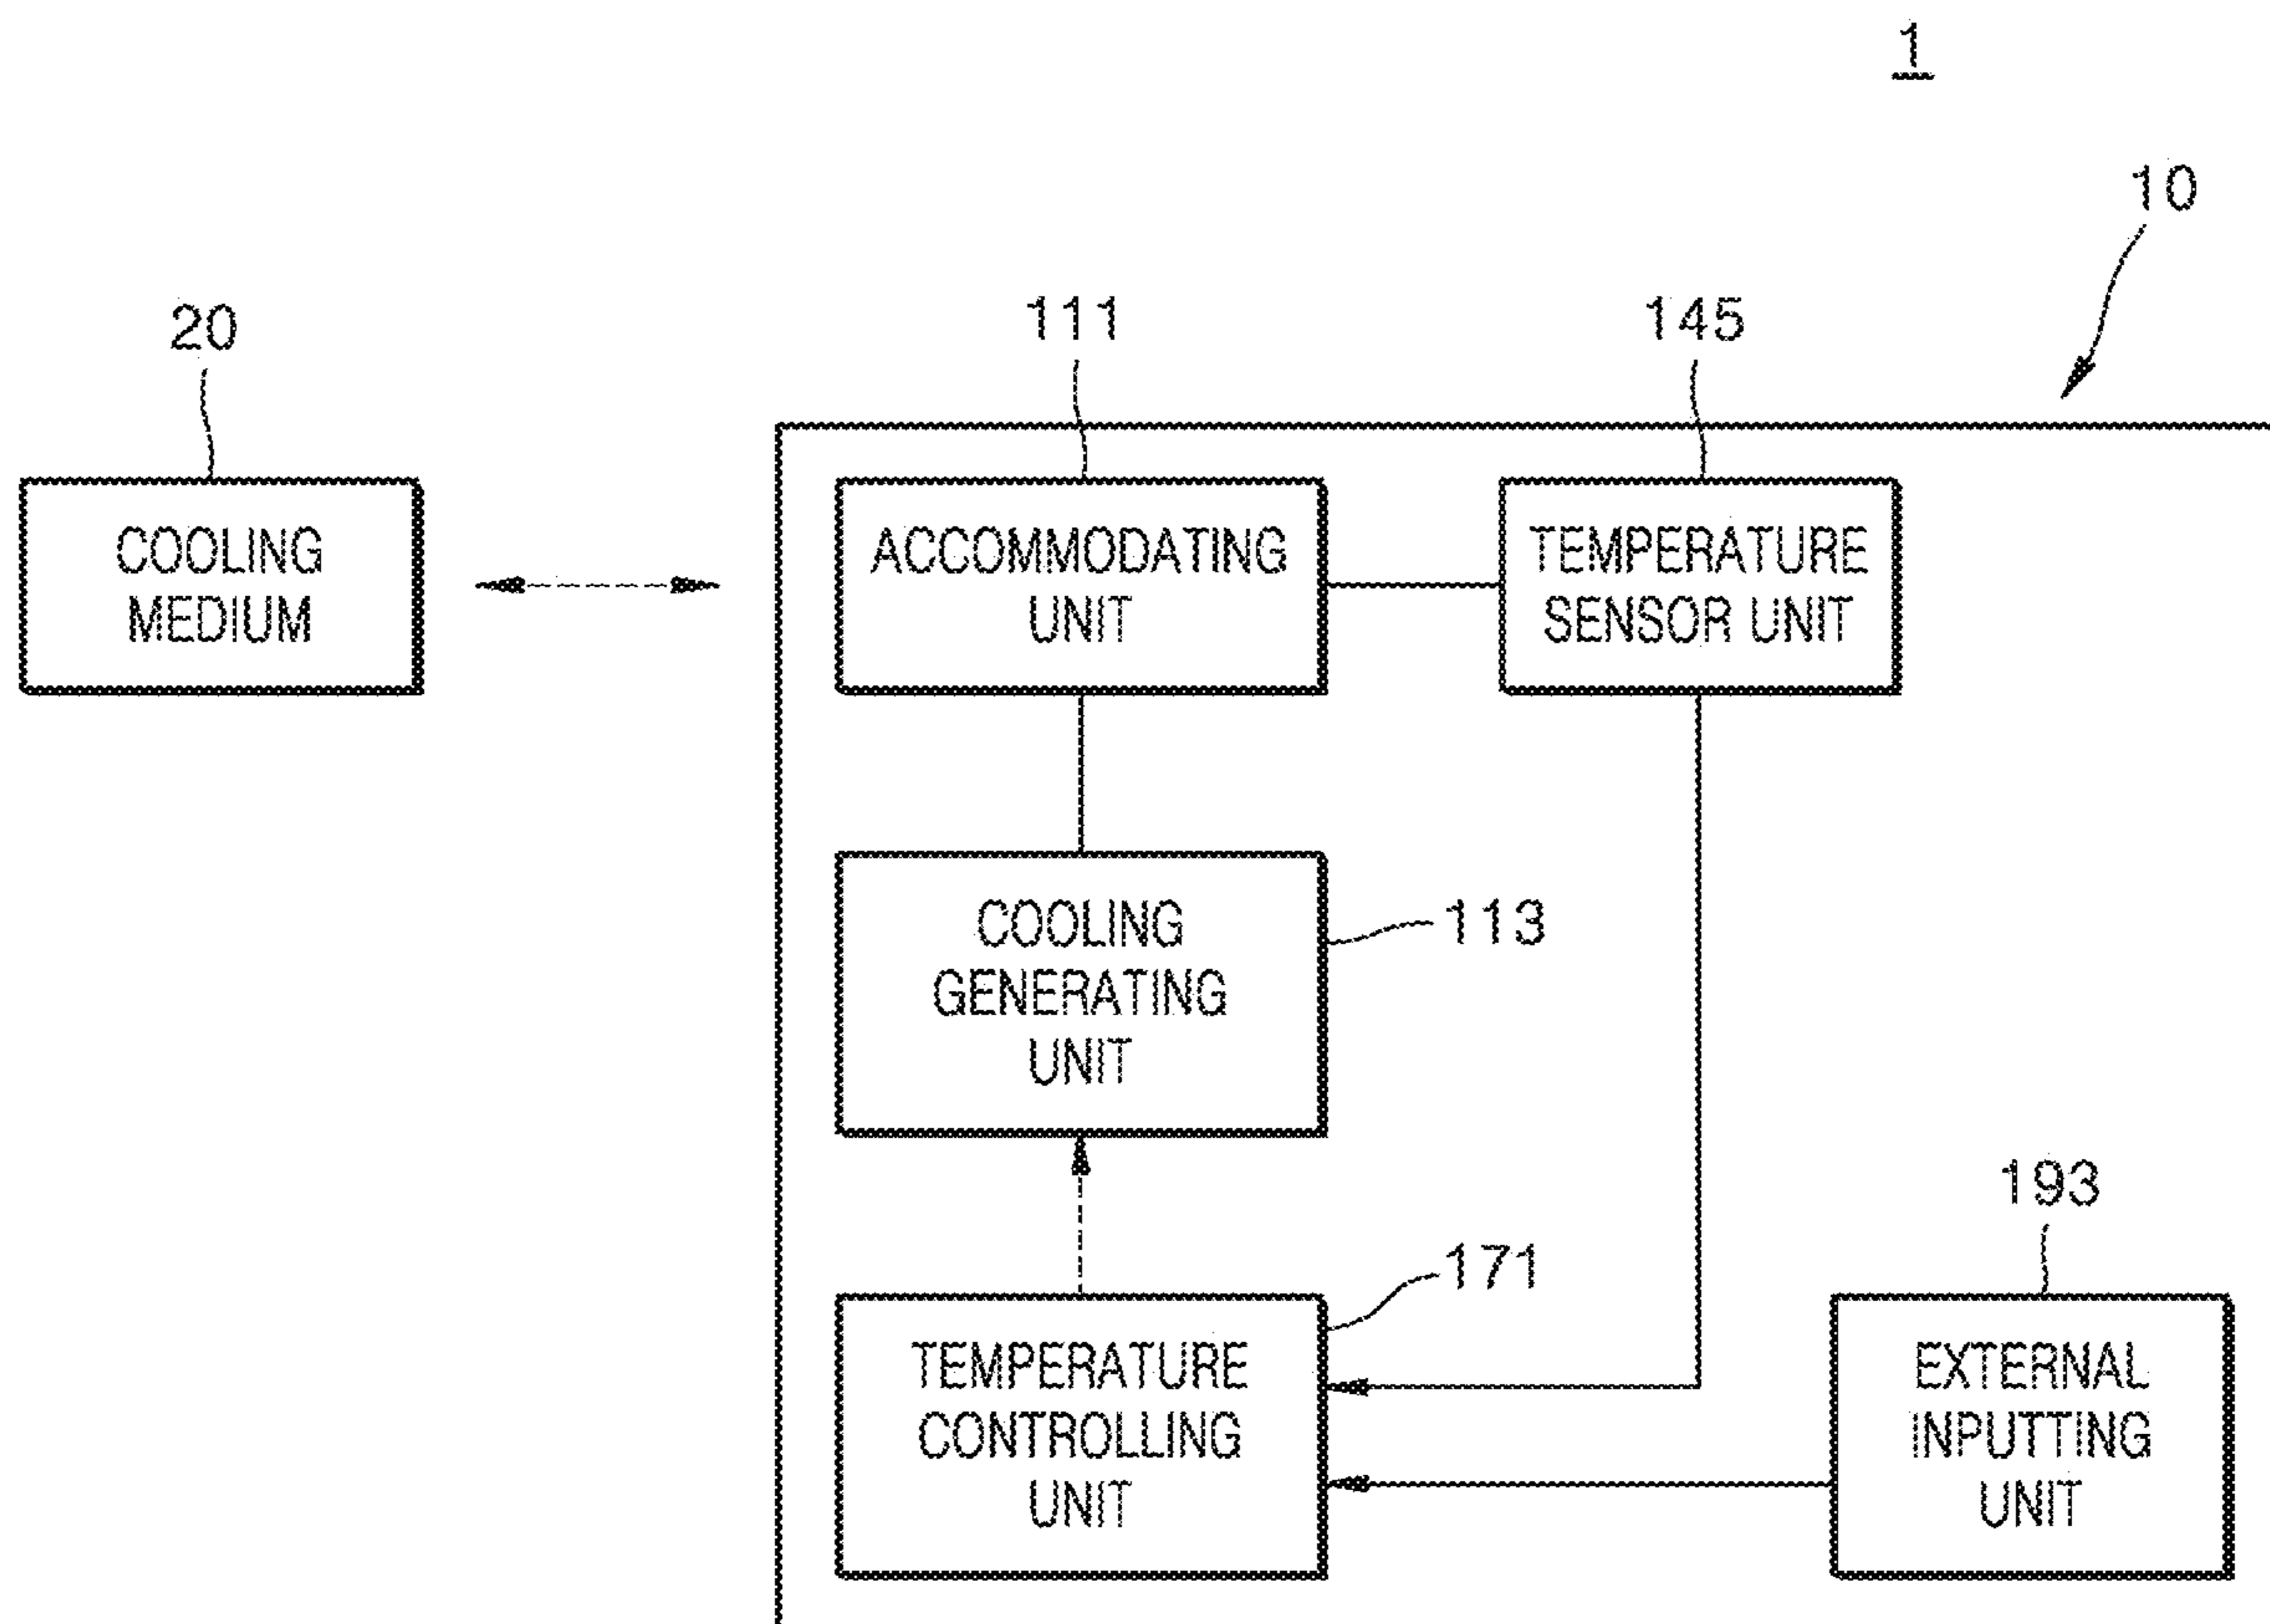 1
10
20
111
145
COOLING
MEDIUM
ACCOMMODATING
UNIT
TEMPERATURE
SENSOR UNIT
COOLING
GENERATING
UNIT
113
193
171
TEMPERATURE
CONTROLLING
UNIT
EXTERNAL
INPUTTING
UNIT